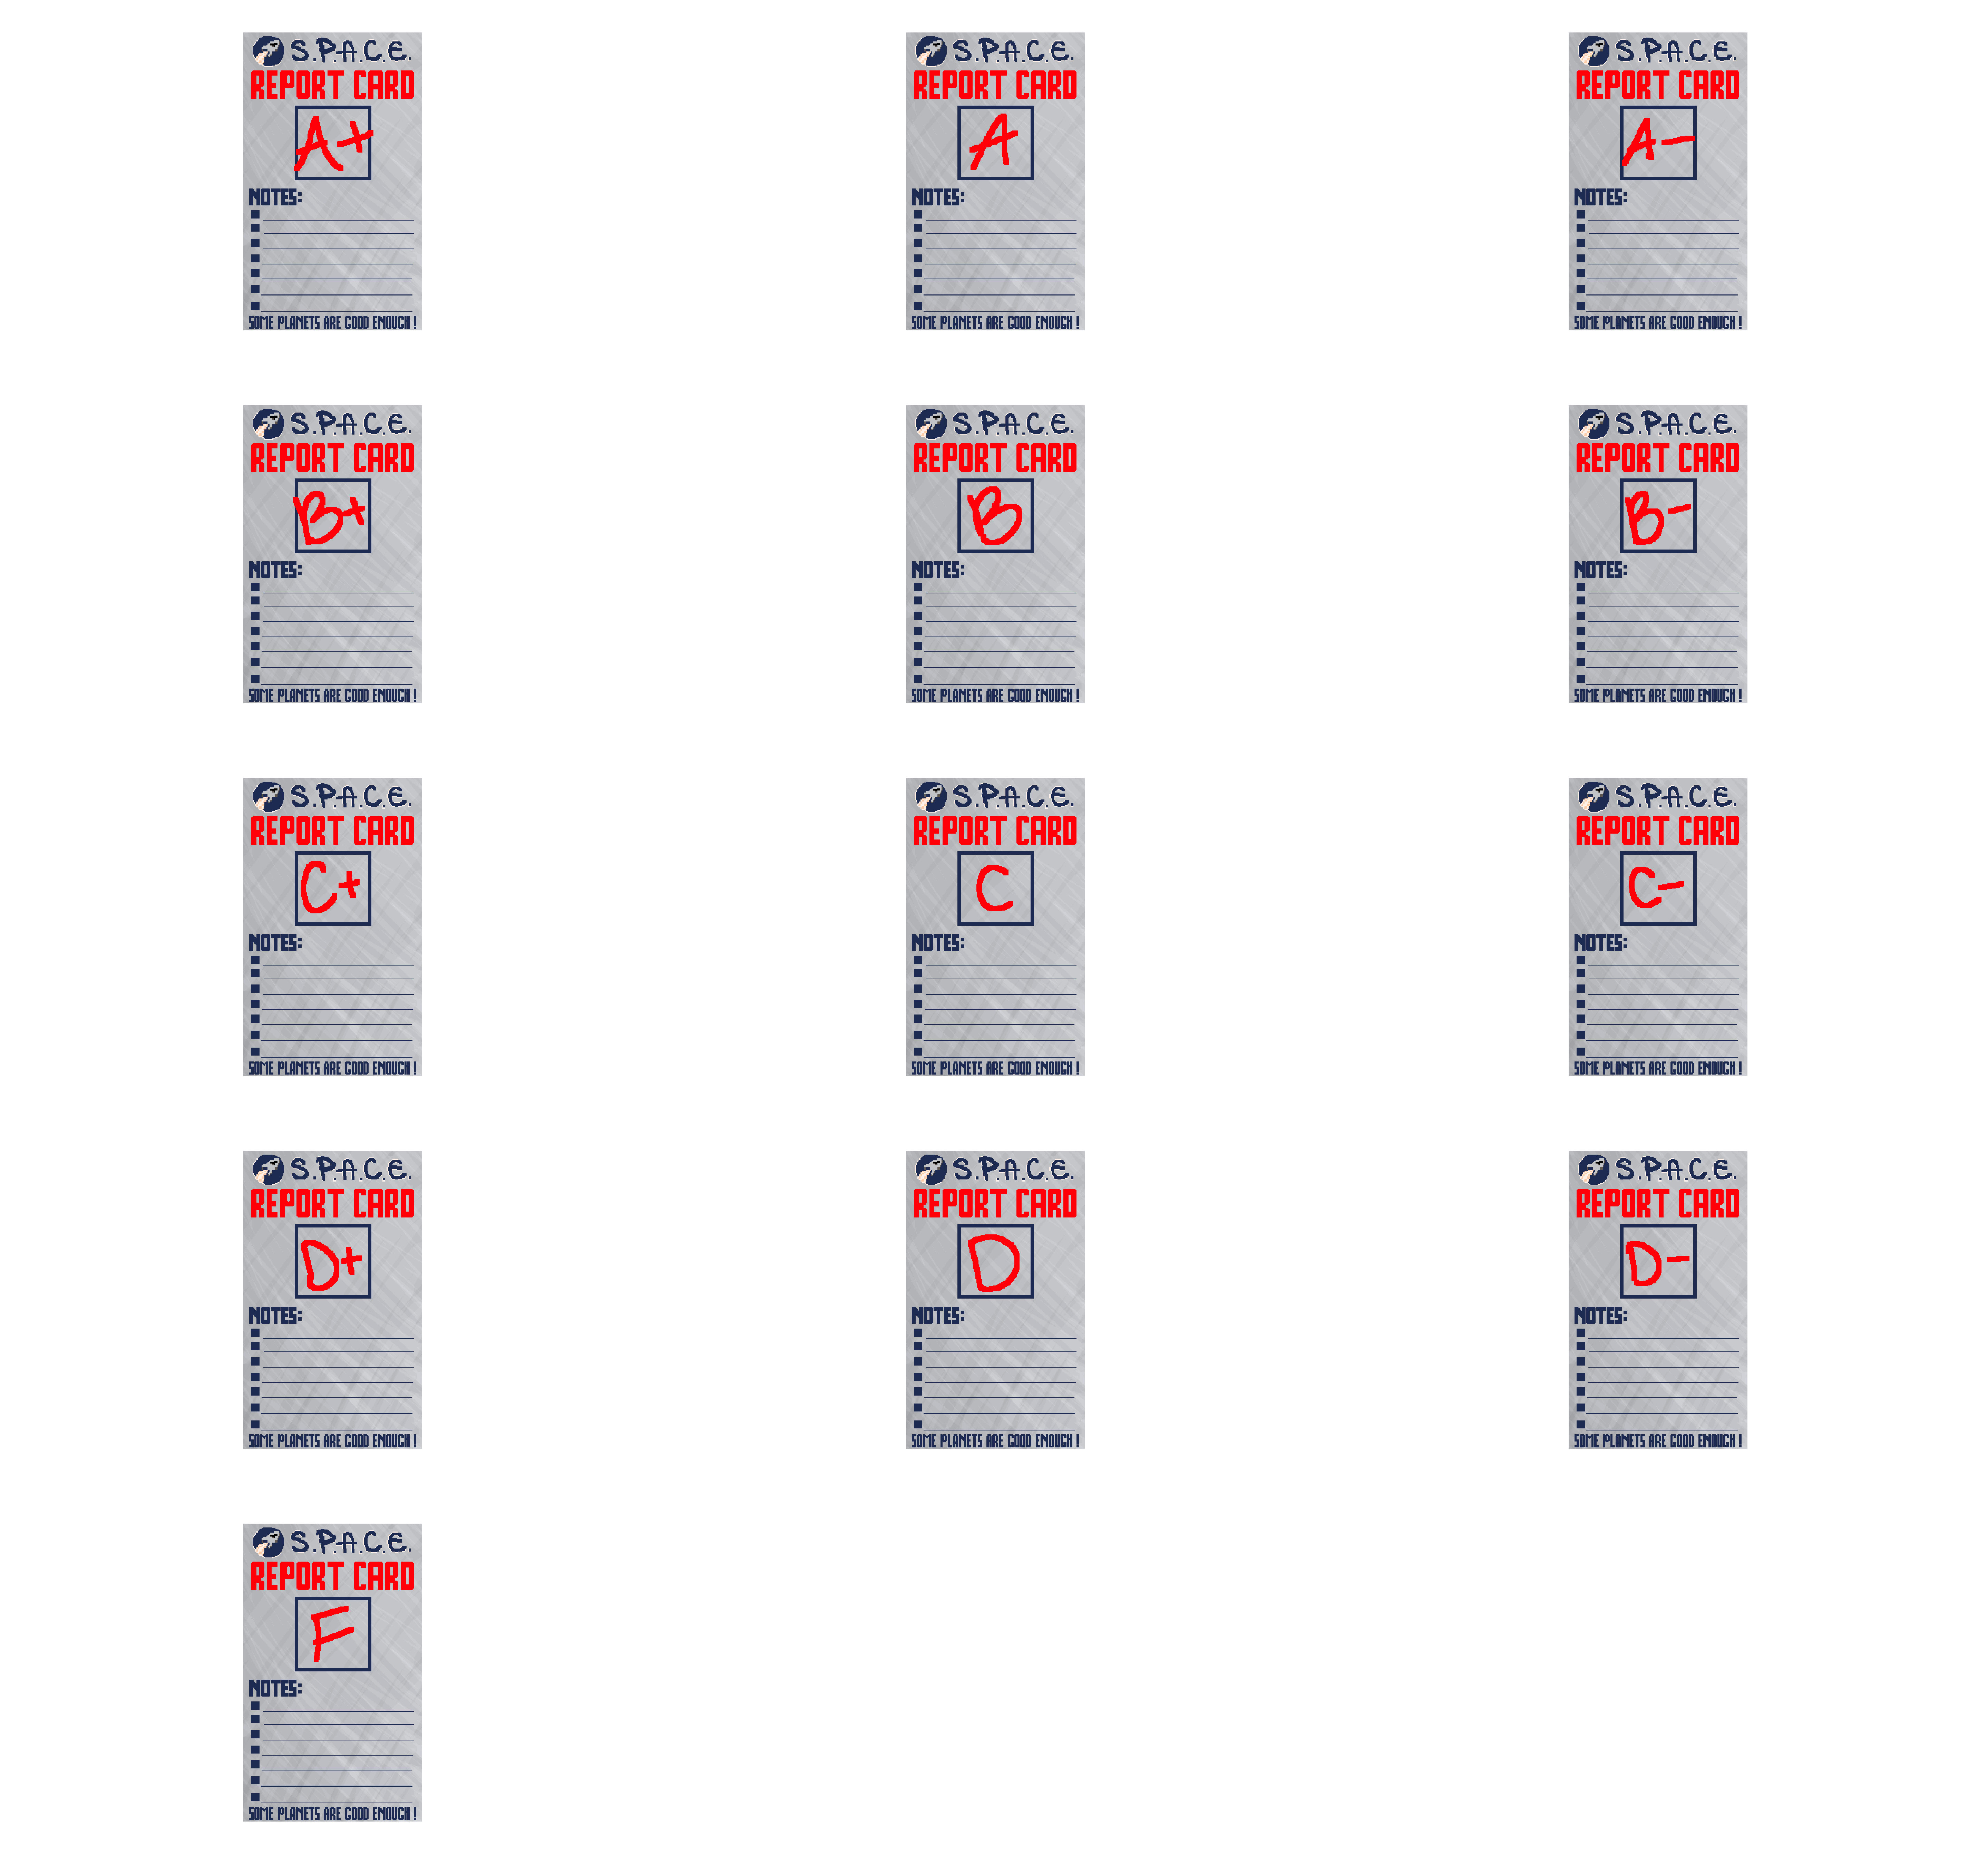 S.P.A.C.E.
REPORT CARD
A+
NOTES:
SOME PLANETS ARE GOOD ENOUGH !
S.P.A.C.E.
REPORT CARD
A
NOTES:
SOME PLANETS ARE GOOD ENOUGH !
S.P.A.C.E.
REPORT CARD
A-
NOTES:
SOME PLANETS ARE GOOD ENOUGH !
S.P.A.C.E.
REPORT CARD
B+
NOTES:
SOME PLANETS ARE GOOD ENOUGH !
S.P.A.C.E.
REPORT CARD
B
NOTES:
SOME PLANETS ARE GOOD ENOUGH !
S.P.A.C.E.
REPORT CARD
B-
NOTES:
SOME PLANETS ARE GOOD ENOUGH !
S.P.A.C.E.
REPORT CARD
C+
NOTES:
SOME PLANETS ARE GOOD ENOUGH !
S.P.A.C.E.
REPORT CARD
C
NOTES:
SOME PLANETS ARE GOOD ENOUGH !
S.P.A.C.E.
REPORT CARD
C-
NOTES:
SOME PLANETS ARE GOOD ENOUGH !
S.P.A.C.E.
REPORT CARD
D+
NOTES:
SOME PLANETS ARE GOOD ENOUGH !
S.P.A.C.E.
REPORT CARD
D
NOTES:
SOME PLANETS ARE GOOD ENOUGH !
S.P.A.C.E.
REPORT CARD
D-
NOTES:
SOME PLANETS ARE GOOD ENOUGH !
S.P.A.C.E.
REPORT CARD
F
NOTES:
SOME PLANETS ARE GOOD ENOUGH !